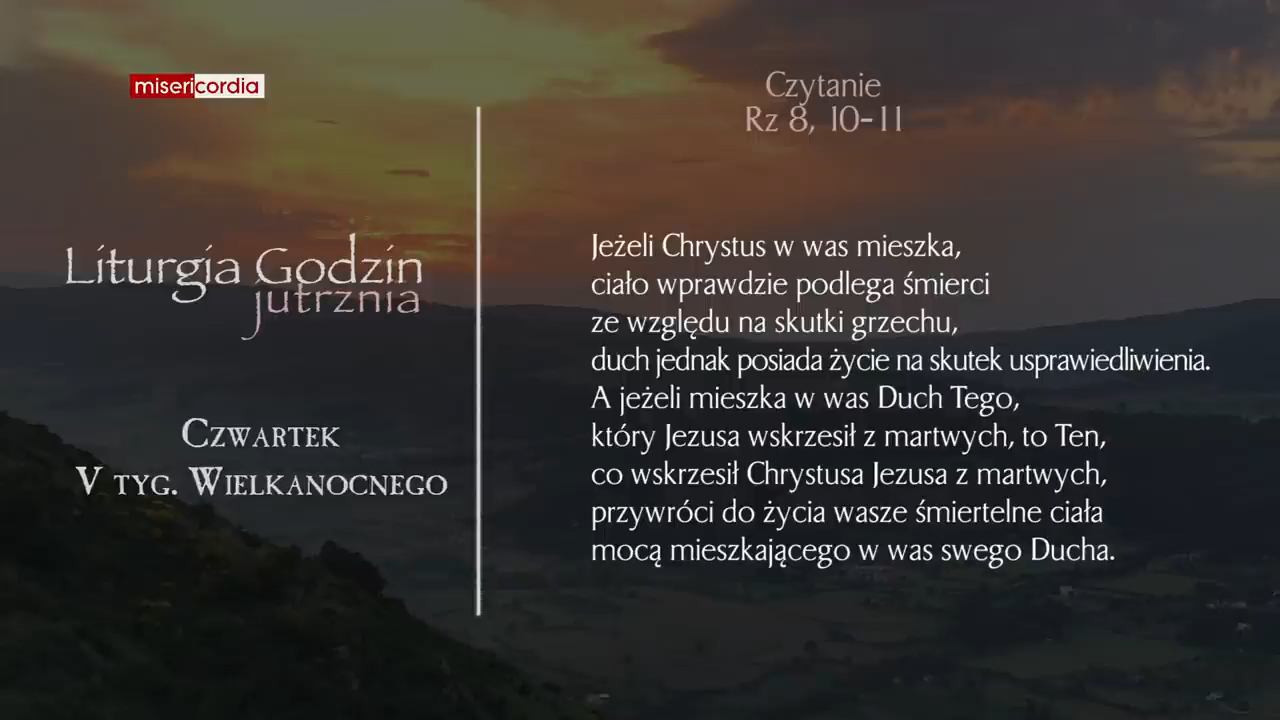 misericordia
Liturgia Godzin
jutrznia
Czwartek
V tyg. Wielkanocnego
Czytanie
Rz 8, 10-11
Jeżeli Chrystus w was mieszka,
ciało wprawdzie podlega śmierci
ze względu na skutki grzechu,
duch jednak posiada życie na skutek usprawiedliwienia.
A jeżeli mieszka w was Duch Tego,
który Jezusa wskrzesił z martwych, to Ten,
co wskrzesił Chrystusa Jezusa z martwych,
przywróci do życia wasze śmiertelne ciała
mocą mieszkającego w was swego Ducha.